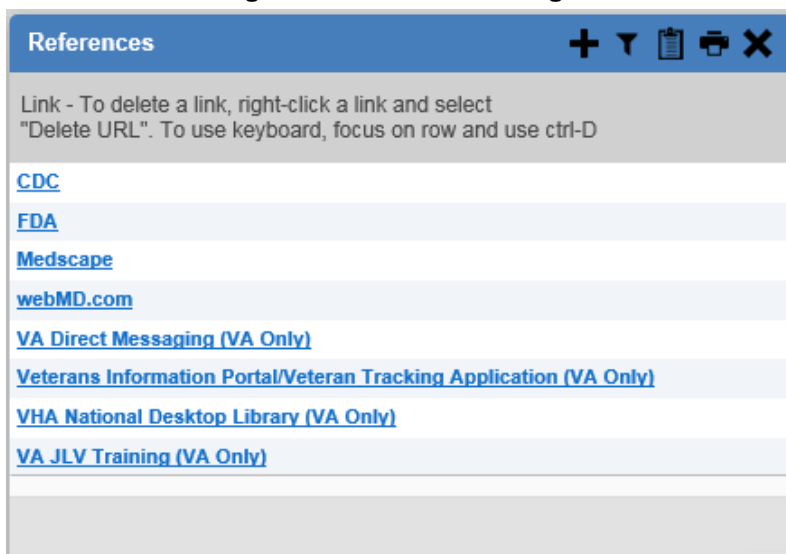 References
Link - To delete a link, right-click a link and select
"Delete URL". To use keyboard, focus on row and use ctrl-D
CDC
FDA
Medscape
webMD.com
VA Direct Messaging (VA Only)
Veterans Information Portal/Veteran Tracking Application (VA Only)
VHA National Desktop Library (VA Only)
VA JLV Training (VA Only)